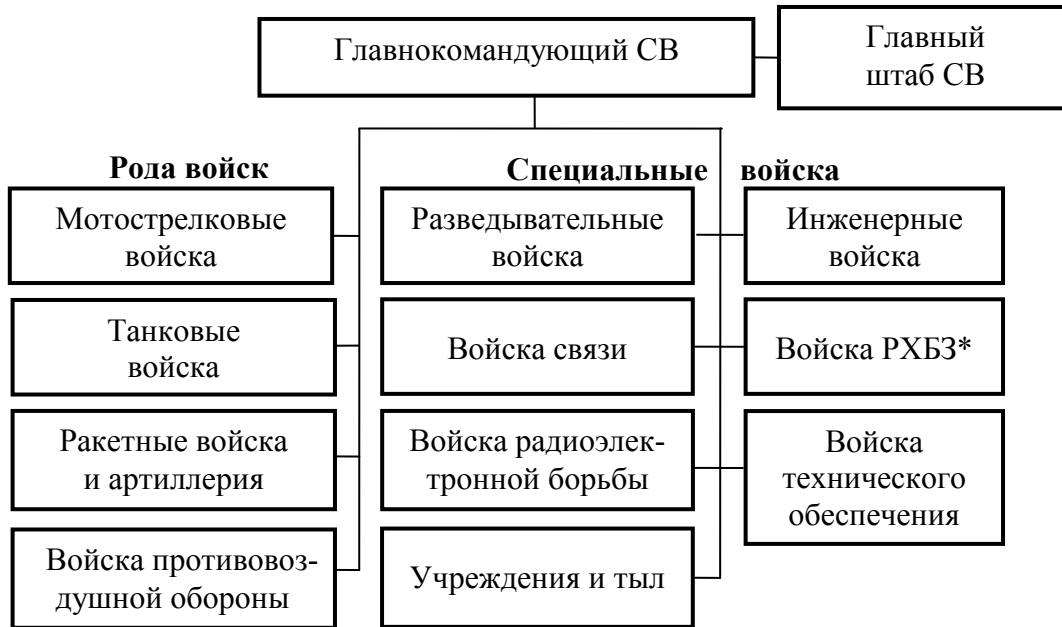 Главнокомандующий СВ
Главный
штаб СВ
Рода войск
Специальные войска
Мотострелковые
войска
Разведывательные
войска
Инженерные
войска
Танковые
войска
Войска связи
Войска РХБЗ*
Ракетные войска
и артиллерия
Войска радиоэлек-
тронной борьбы
Войска
технического
обеспечения
Войска противовоз-
душной обороны
Учреждения и тыл